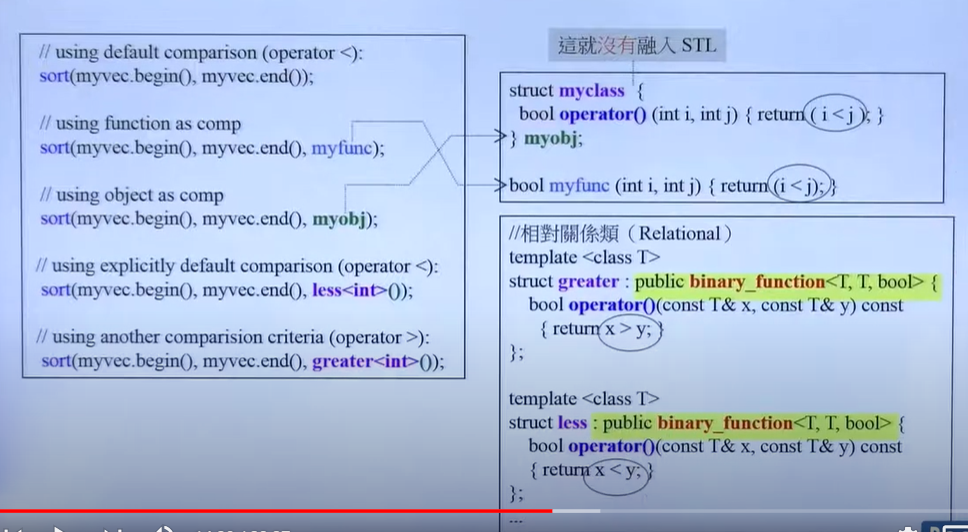 // using default comparison (operator <):
sort(myvec.begin(), myvec.end());
// using function as comp
sort(myvec.begin(), myvec.end(), myfunc);
// using object as comp
sort(myvec.begin(), myvec.end(), myobj);
// using explicitly default comparison (operator <):
sort(myvec.begin(), myvec.end(), less<int>());
// using another comparision criteria (operator >):
sort(myvec.begin(), myvec.end(), greater<int>());
這就沒有融入 STL
struct myclass {
bool operator() (int i, int j) { return ( i < j ); }
} myobj;
bool myfunc (int i, int j) { return (i < j); }
//相對關係類（Relational）
template <class T>
struct greater : public binary_function<T, T, bool> {
bool operator()(const T& x, const T& y) const
{ return x > y; }
};
template <class T>
struct less : public binary_function<T, T, bool> {
bool operator()(const T& x, const T& y) const
{ return x < y; }
};
...